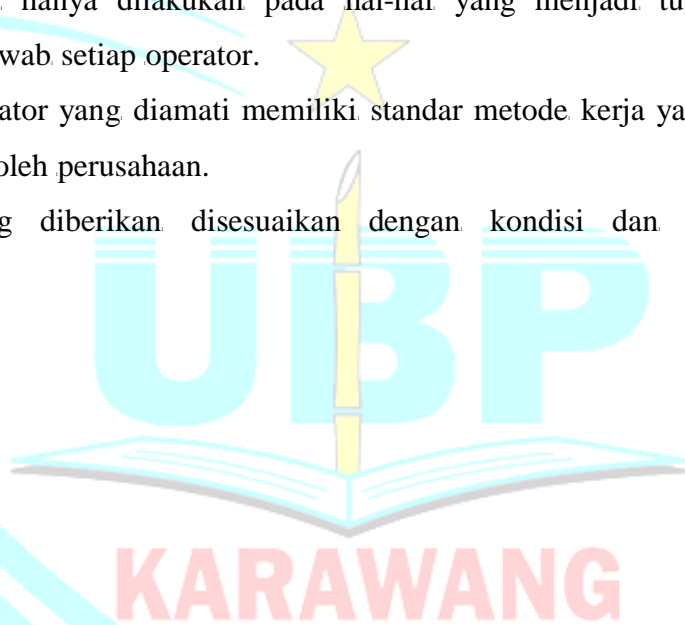 hanya dilakukan pada hal-hal yang menjadi
wab setiap operator.
ator yang diamati memiliki standar metode kerja
oleh perusahaan.
g diberikan disesuaikan dengan kondisi dan
UBP
KARAWANG